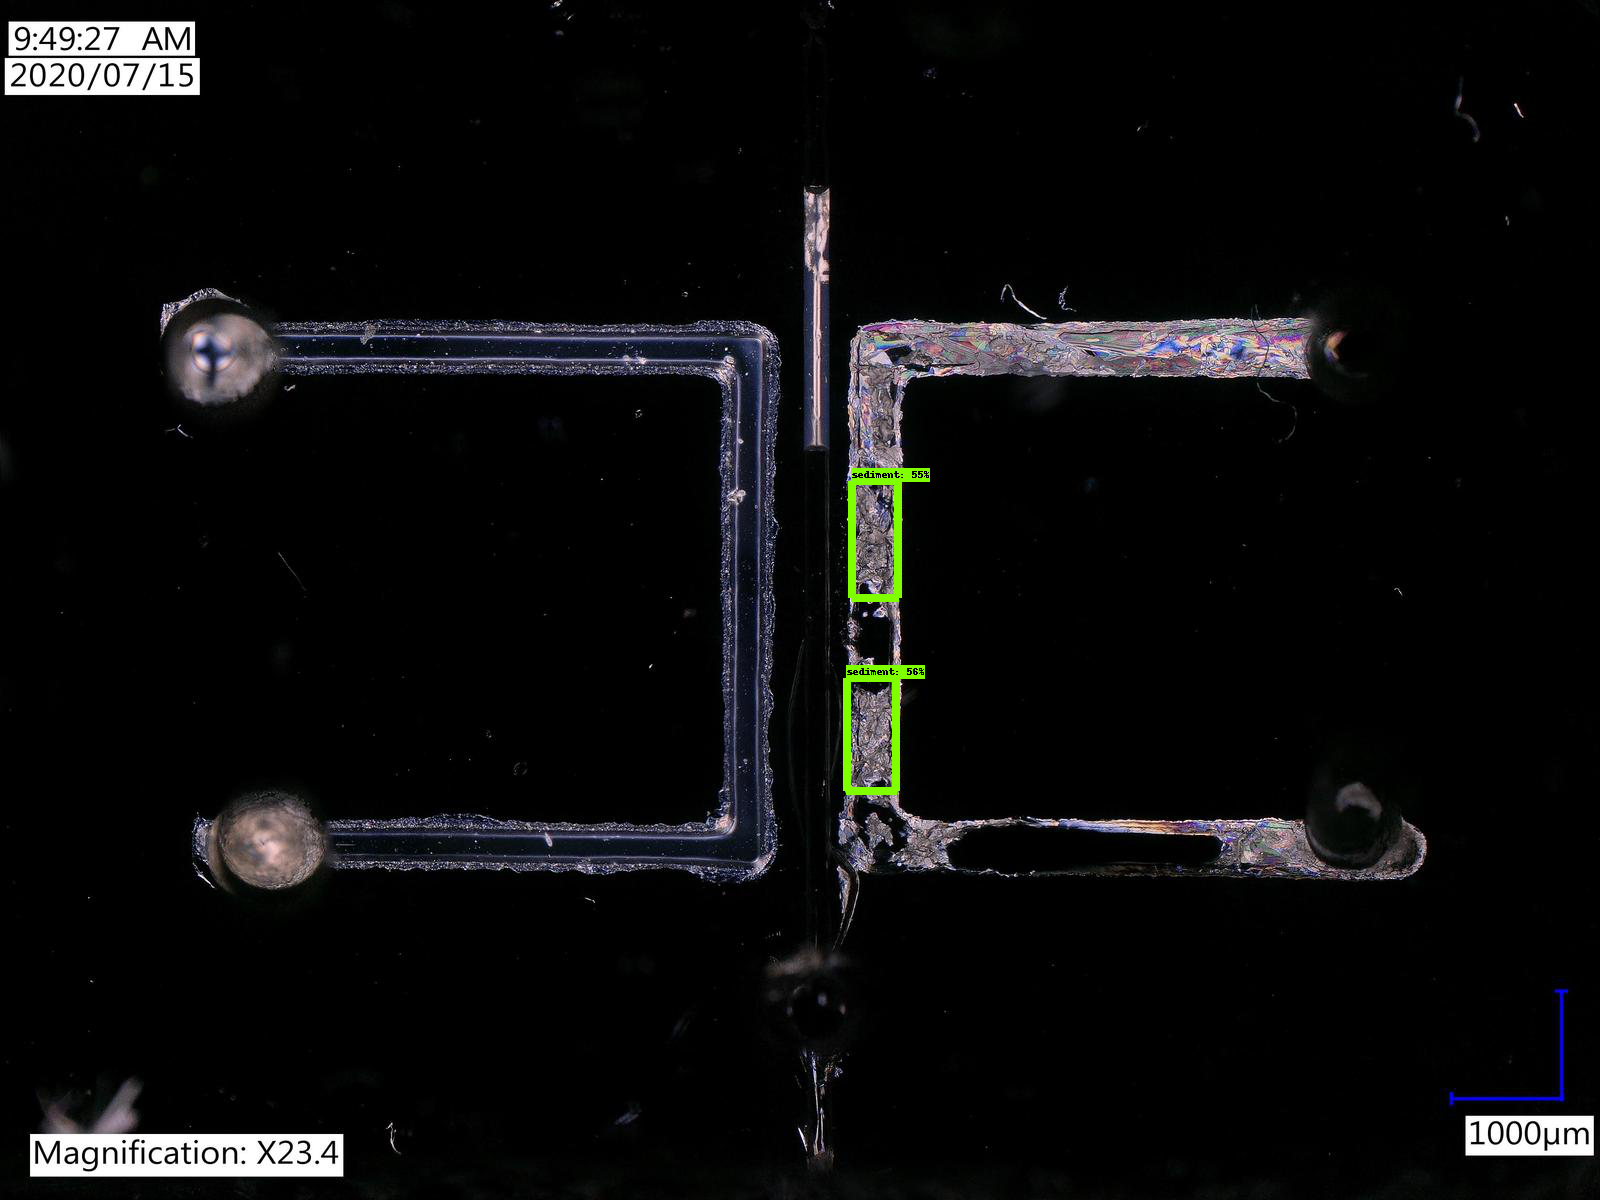 9:49:27 AM
2020/07/15
sediment: 55%
sediment: 56%
1000µm
Magnification: X23.4